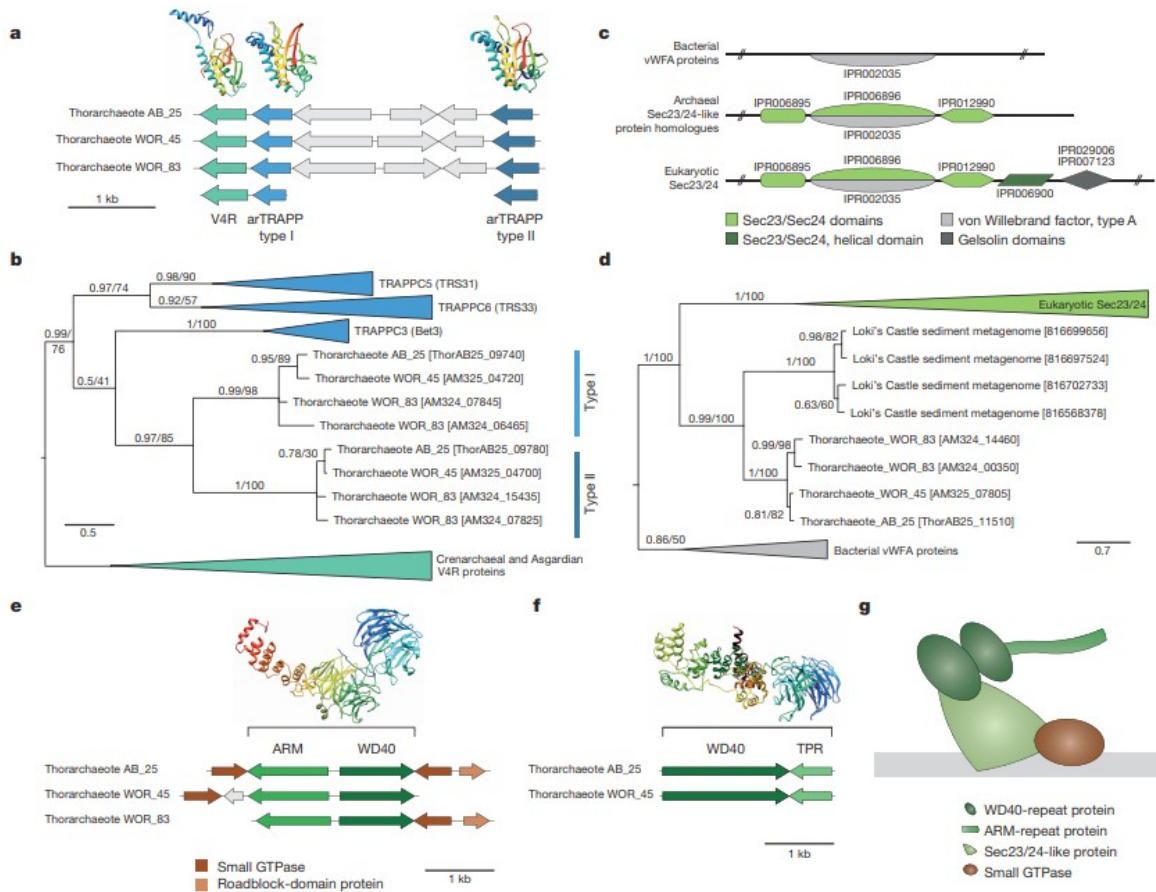 a
Thorarchaeote AB_25
Thorarchaeote WOR_45
Thorarchaeote WOR_83
1 kb
V4R
arTRAPP
type I
arTRAPP
type II
b
0.98/90
TRAPPC5 (TRS31)
0.97/74
0.92/57
TRAPPC6 (TRS33)
0.99/
76
1/100
TRAPPC3 (Bet3)
0.5/41
0.95/89
Thorarchaeote AB_25 [ThorAB25_09740]
Thorarchaeote WOR_45 [AM325_04720]
0.99/98
Thorarchaeote WOR_83 [AM324_07845]
Thorarchaeote WOR_83 [AM324_06465]
Type I
0.97/85
0.78/30
Thorarchaeote AB_25 [ThorAB25_09780]
Thorarchaeote WOR_45 [AM325_04700]
1/100
Thorarchaeote WOR_83 [AM324_15435]
Thorarchaeote WOR_83 [AM324_07825]
Type II
0.5
Crenarchaeal and Asgardian
V4R proteins
c
Bacterial
vWFA
proteins
IPR002035
Archaeal
Sec23/24-like
protein homologues
IPR006895
IPR006896
IPR012990
IPR002035
Eukaryotic
Sec23/24
IPR006895
IPR006896
IPR012990
IPR029006
IPR007123
IPR002035
IPR006900
Sec23/Sec24 domains
von Willebrand factor, type A
Sec23/Sec24, helical domain
Gelsolin domains
d
1/100
Eukaryotic Sec23/24
1/100
0.98/82
Loki's Castle sediment metagenome [816699656]
Loki's Castle sediment metagenome [816697524]
1/100
Loki's Castle sediment metagenome [816702733]
0.63/60
Loki's Castle sediment metagenome [816568378]
0.99/100
0.99/98
Thorarchaeote_WOR_83 [AM324_14460]
Thorarchaeote_WOR_83 [AM324_00350]
1/100
Thorarchaeote_WOR_45 [AM325_07805]
0.81/82
Thorarchaeote_AB_25 [ThorAB25_11510]
0.86/50
Bacterial vWFA proteins
0.7
e
ARM
WD40
Thorarchaeote AB_25
Thorarchaeote WOR_45
Thorarchaeote WOR_83
Small GTPase
Roadblock-domain protein
1 kb
f
WD40
TPR
Thorarchaeote AB_25
Thorarchaeote WOR_45
1 kb
g
WD40-repeat protein
ARM-repeat protein
Sec23/24-like protein
Small GTPase